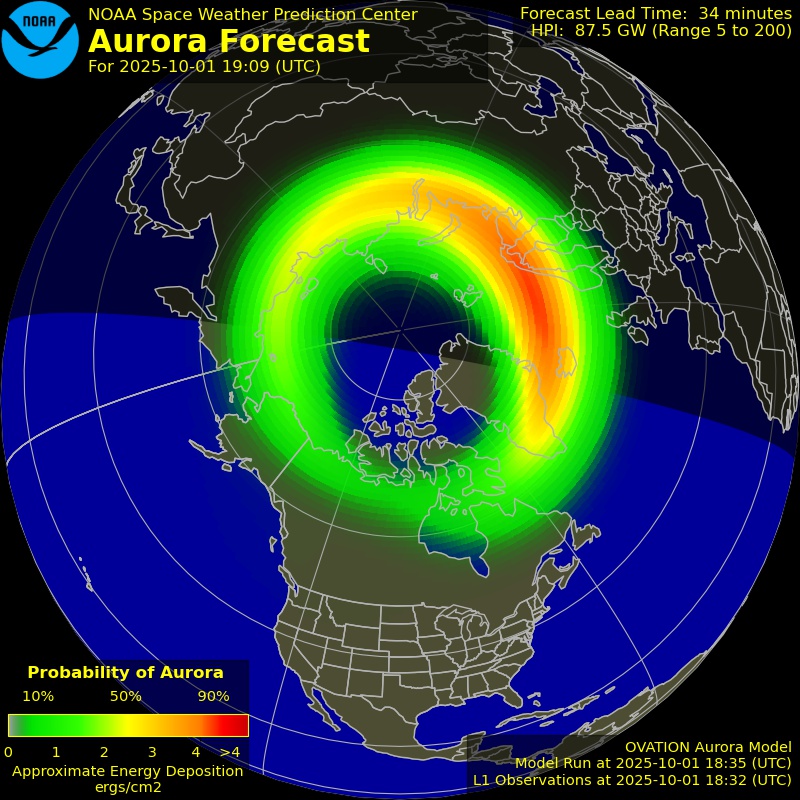 NOAA
NOAA Space Weather Prediction Center
Aurora Forecast
For 2025-10-01 19:09 (UTC)
Forecast Lead Time: 34 minutes
HPI: 87.5 GW (Range 5 to 200)
Probability of Aurora
10% 50% 90%
0 1 2 3 4 >4
Approximate Energy Deposition
ergs/cm2
OVATION Aurora Model
Model Run at 2025-10-01 18:35 (UTC)
L1 Observations at 2025-10-01 18:32 (UTC)